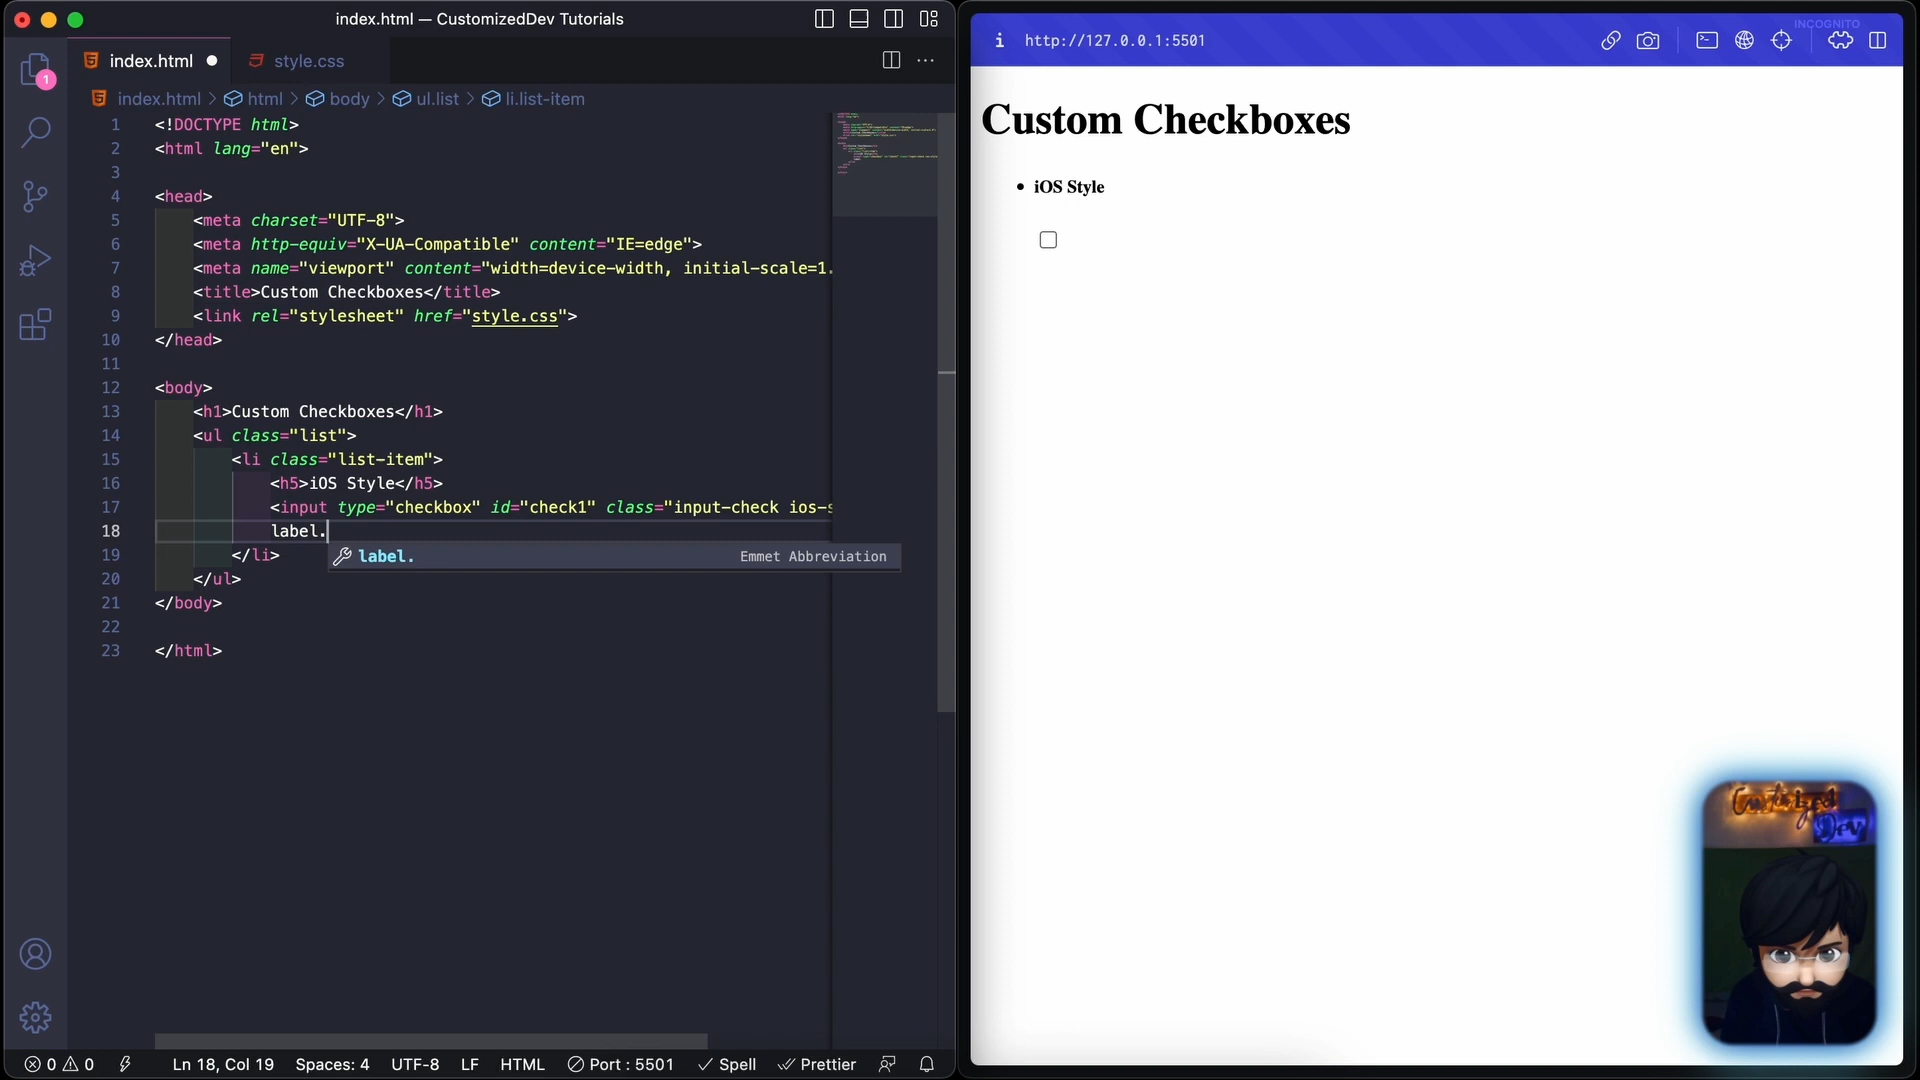 index.html — CustomizedDev Tutorials
index.html
style.css
1
index.html > html > body > ul.list > li.list-item
1 <!DOCTYPE html>
2 <html lang="en">
3
4 <head>
5 <meta charset="UTF-8">
6 <meta http-equiv="X-UA-Compatible" content="IE=edge">
7 <meta name="viewport" content="width=device-width, initial-scale=1.
8 <title>Custom Checkboxes</title>
9 <link rel="stylesheet" href="style.css">
10 </head>
11
12 <body>
13 <h1>Custom Checkboxes</h1>
14 <ul class="list">
15 <li class="list-item">
16 <h5>iOS Style</h5>
17 <input type="checkbox" id="check1" class="input-check ios-s
18 label.
19 </li>
label. Emmet Abbreviation
20 </ul>
21 </body>
22
23 </html>
0 0 Ln 18, Col 19 Spaces: 4 UTF-8 LF HTML Port : 5501 Spell Prettier
INCOGNITO
http://127.0.0.1:5501
Custom Checkboxes
• iOS Style
Customized
Dev